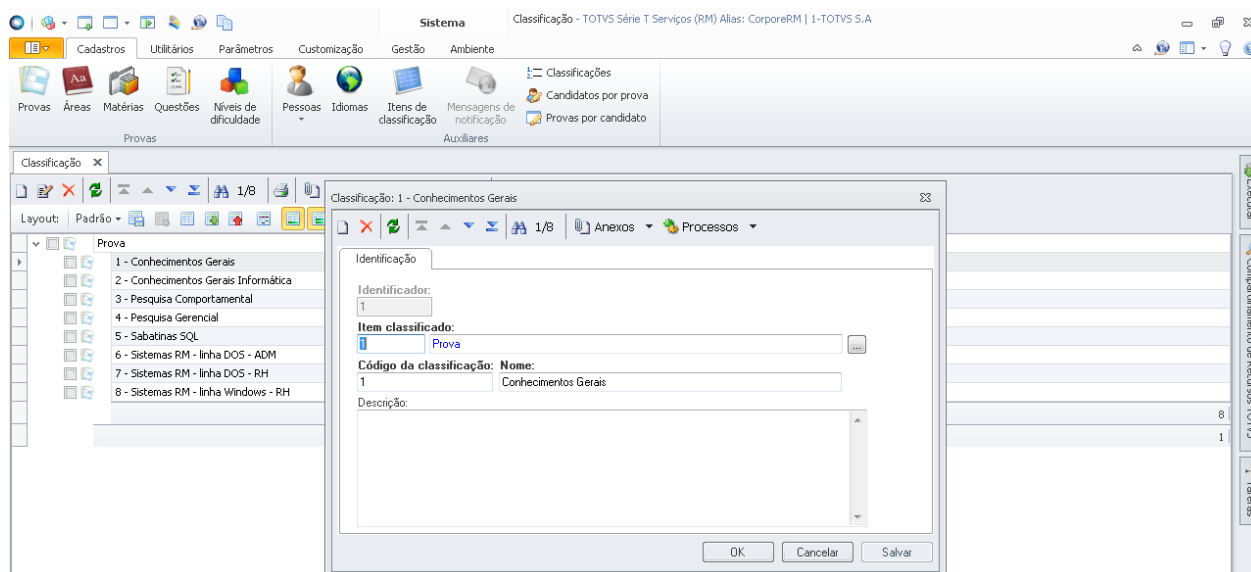 Sistema
Classificação - TOTVS Série T Serviços (RM) Alias: CorporeRM | 1-TOTVS S.A
Cadastros Utilitários Parâmetros Customização Gestão Ambiente
Provas Áreas Matérias Questões Níveis de dificuldade Pessoas Idiomas Itens de classificação Mensagens de notificação
Classificações
Candidatos por prova
Provas por candidato
Provas Auxiliares
Classificação X
1/8
Layout: Padrão
Prova
1 - Conhecimentos Gerais
2 - Conhecimentos Gerais Informática
3 - Pesquisa Comportamental
4 - Pesquisa Gerencial
5 - Sabatinas SQL
6 - Sistemas RM - linha DOS - ADM
7 - Sistemas RM - linha DOS - RH
8 - Sistemas RM - linha Windows - RH
8
1
Classificação: 1 - Conhecimentos Gerais
1/8 Anexos Processos
Identificação
Identificador:
1
Item classificado:
1 Prova ...
Código da classificação: Nome:
1 Conhecimentos Gerais
Descrição:
OK Cancelar Salvar
Compartilhamento de Recursos TOTVS